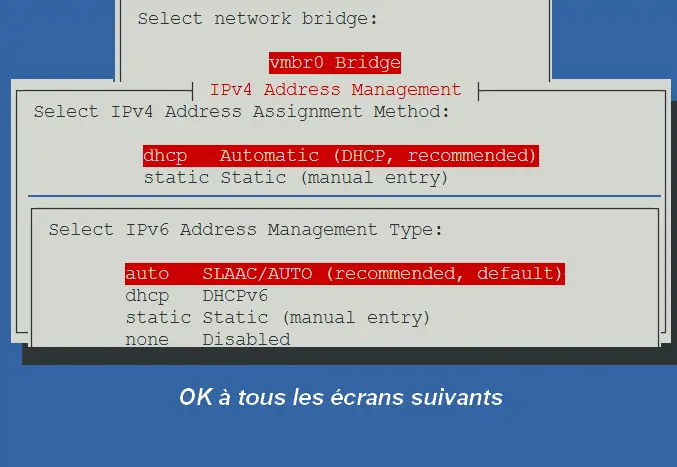 Select network bridge:
vmbr0 Bridge
IPv4 Address Management
Select IPv4 Address Assignment Method:
dhcp Automatic (DHCP, recommended)
static Static (manual entry)
Select IPv6 Address Management Type:
auto SLAAC/AUTO (recommended, default)
dhcp DHCPv6
static Static (manual entry)
none Disabled
OK à tous les écrans suivants